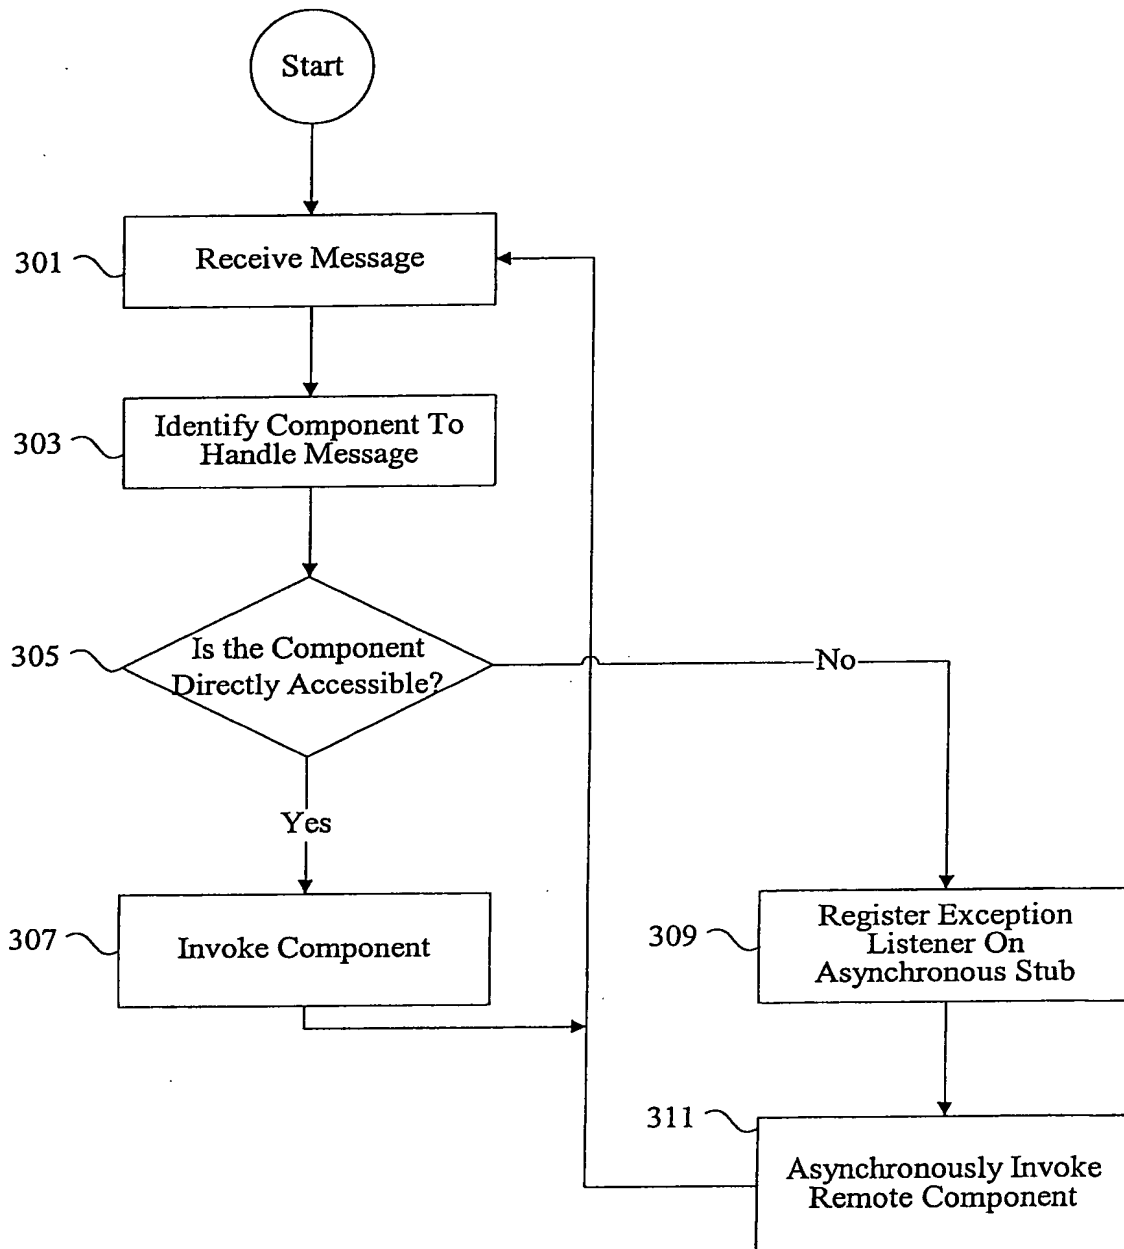 Start
301
Receive Message
303
Identify Component To
Handle Message
305
Is the Component
Directly Accessible?
No
Yes
307
Invoke Component
309
Register Exception
Listener On
Asynchronous Stub
311
Asynchronously Invoke
Remote Component